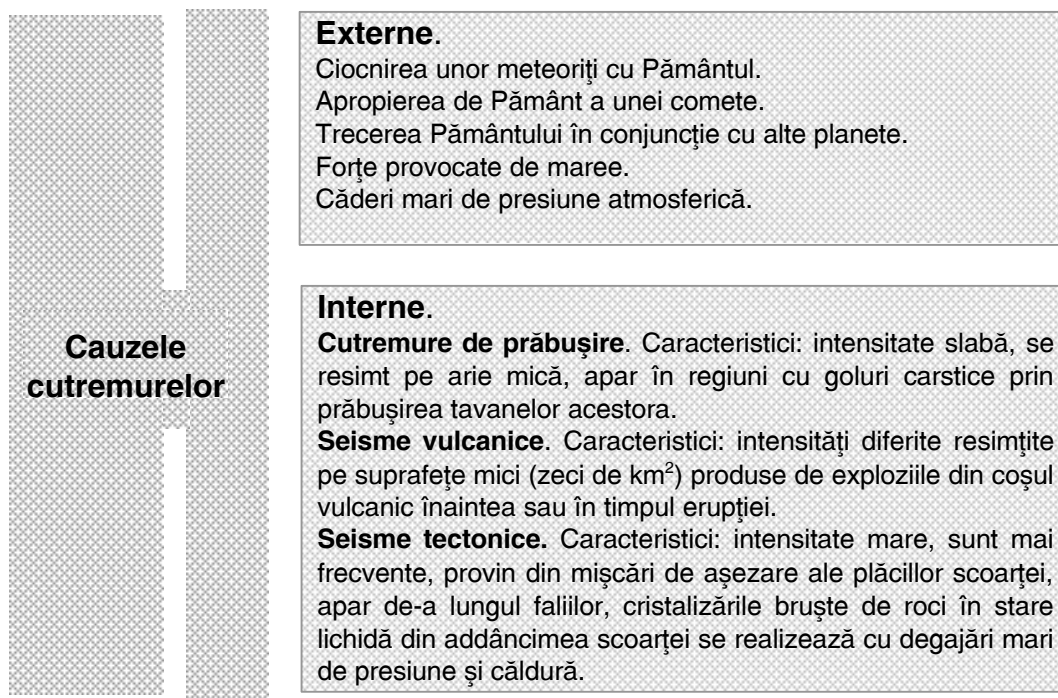 Cauzele
cutremurelor
Externe.
Ciocnirea unor meteoriţi cu Pământul.
Apropierea de Pământ a unei comete.
Trecerea Pământului în conjuncţie cu alte planete.
Forţe provocate de maree.
Căderi mari de presiune atmosferică.
Interne.
Cutremure de prăbuşire. Caracteristici: intensitate slabă, se
resimt pe arie mică, apar în regiuni cu goluri carstice prin
prăbuşirea tavanelor acestora.
Seisme vulcanice. Caracteristici: intensităţi diferite resimţite
pe suprafeţe mici (zeci de km²) produse de exploziile din coşul
vulcanic înaintea sau în timpul erupţiei.
Seisme tectonice. Caracteristici: intensitate mare, sunt mai
frecvente, provin din mişcări de aşezare ale plăcillor scoarţei,
apar de-a lungul faliilor, cristalizările bruşte de roci în stare
lichidă din addâncimea scoarţei se realizează cu degajări mari
de presiune şi căldură.